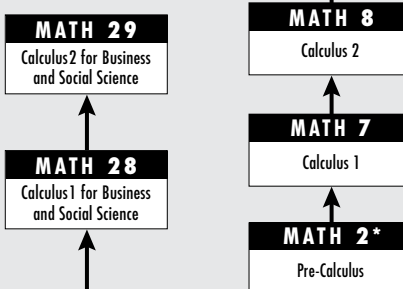 MATH 29
Calculus2 for Business
and Social Science
MATH 28
Calculus1 for Business
and Social Science
MATH 8
Calculus 2
MATH 7
Calculus 1
MATH 2*
Pre-Calculus